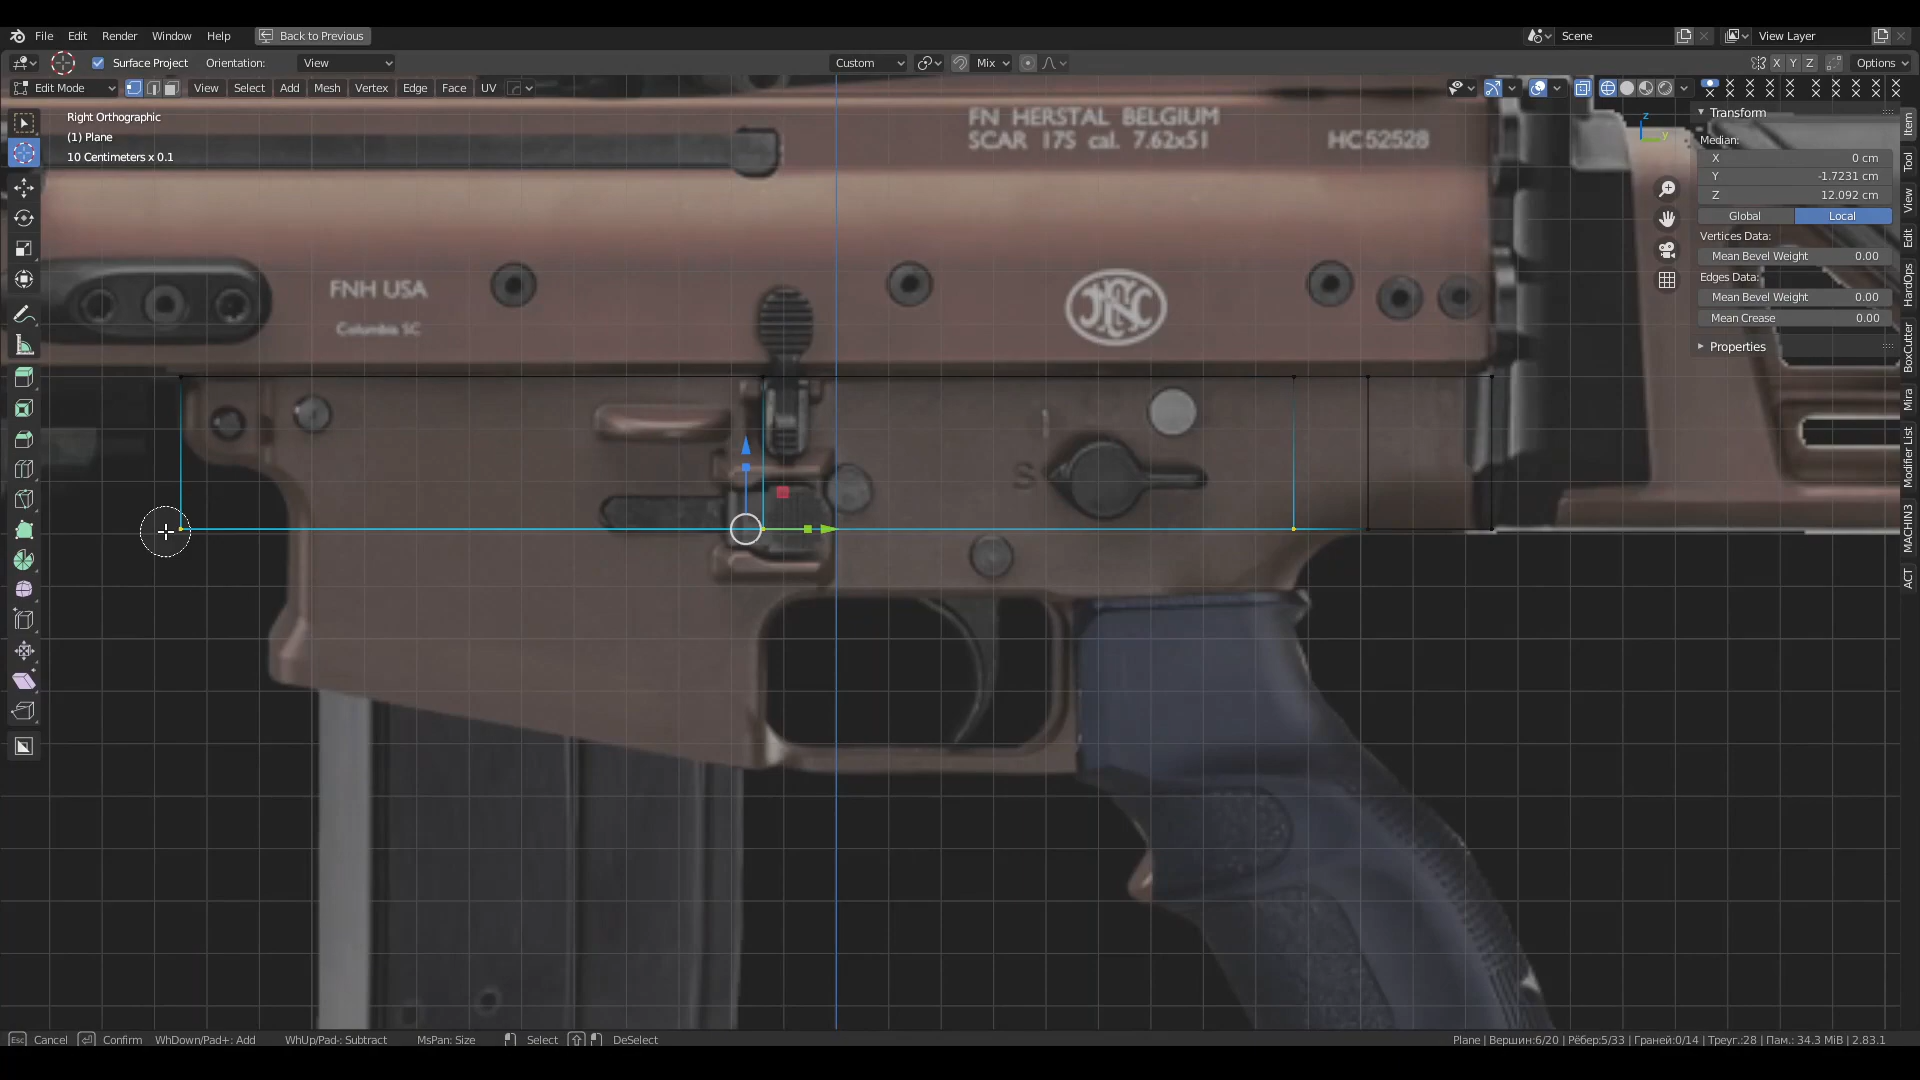 File Edit Render Window Help Back to Previous Scene View Layer
Surface Project Orientation: View Custom Mix X Y Z Options
Edit Mode View Select Add Mesh Vertex Edge Face UV
Right Orthographic
(1) Plane
10 Centimeters x 0.1
FN HERSTAL BELGIUM
SCAR 17S cal. 7.62x51 HC52528
FNH USA
Columbia SC
FN
S
z
y
Transform
Median:
X 0 cm
Y -1.7231 cm
Z 12.092 cm
Global Local
Vertices Data:
Mean Bevel Weight 0.00
Edges Data:
Mean Bevel Weight 0.00
Mean Crease 0.00
Properties
Item
Tool
View
Edit
HardOps
BoxCutter
Mira
Modifier List
MACHIN3
ACT
Esc Cancel Confirm WhDown/Pad+: Add WhUp/Pad-: Subtract MsPan: Size Select DeSelect Plane | Вершин:6/20 | Рёбер:5/33 | Граней:0/14 | Треуг.:28 | Пам.: 34.3 MiB | 2.83.1